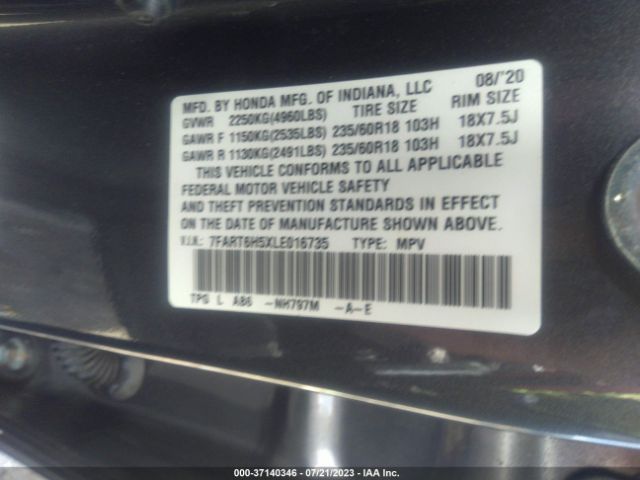 MFD. BY HONDA MFG. OF INDIANA, LLC 08/'20
GVWR 2250KG(4960LBS) TIRE SIZE RIM SIZE
GAWR F 1150KG(2535LBS) 235/60R18 103H 18X7.5J
GAWR R 1130KG(2491LBS) 235/60R18 103H 18X7.5J
THIS VEHICLE CONFORMS TO ALL APPLICABLE
FEDERAL MOTOR VEHICLE SAFETY
AND THEFT PREVENTION STANDARDS IN EFFECT
ON THE DATE OF MANUFACTURE SHOWN ABOVE.
V.I.N.: 7FART6H5XLE016735 TYPE: MPV
TPG L A86 -NH797M -A-E
000-37140346 / 07/21/2023 / IAA Inc.